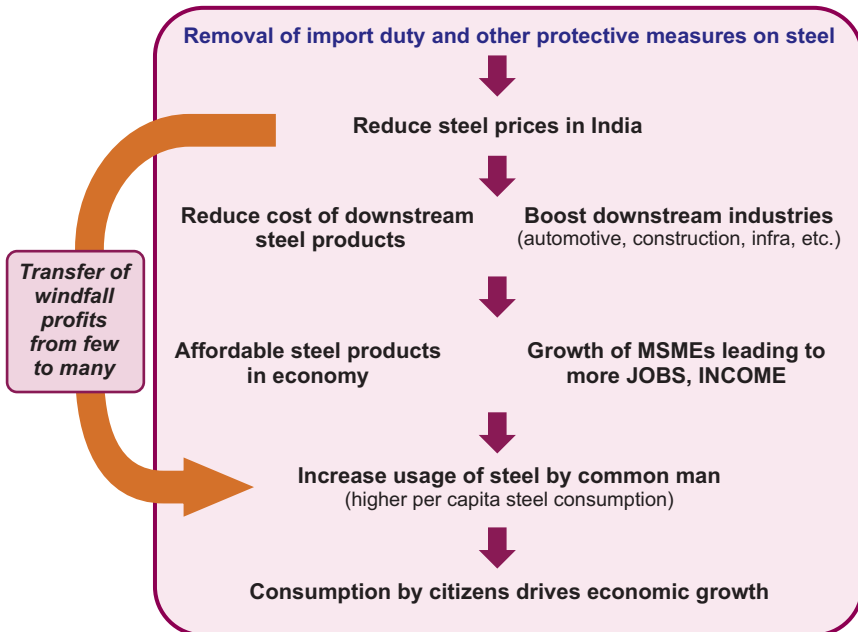 Removal of import duty and other protective measures on steel
Reduce steel prices in India
Reduce cost of downstream
steel products
Boost downstream industries
(automotive, construction, infra, etc.)
Transfer of
windfall
profits
from few
to many
Affordable steel products
in economy
Growth of MSMEs leading to
more JOBS, INCOME
Increase usage of steel by common man
(higher per capita steel consumption)
Consumption by citizens drives economic growth